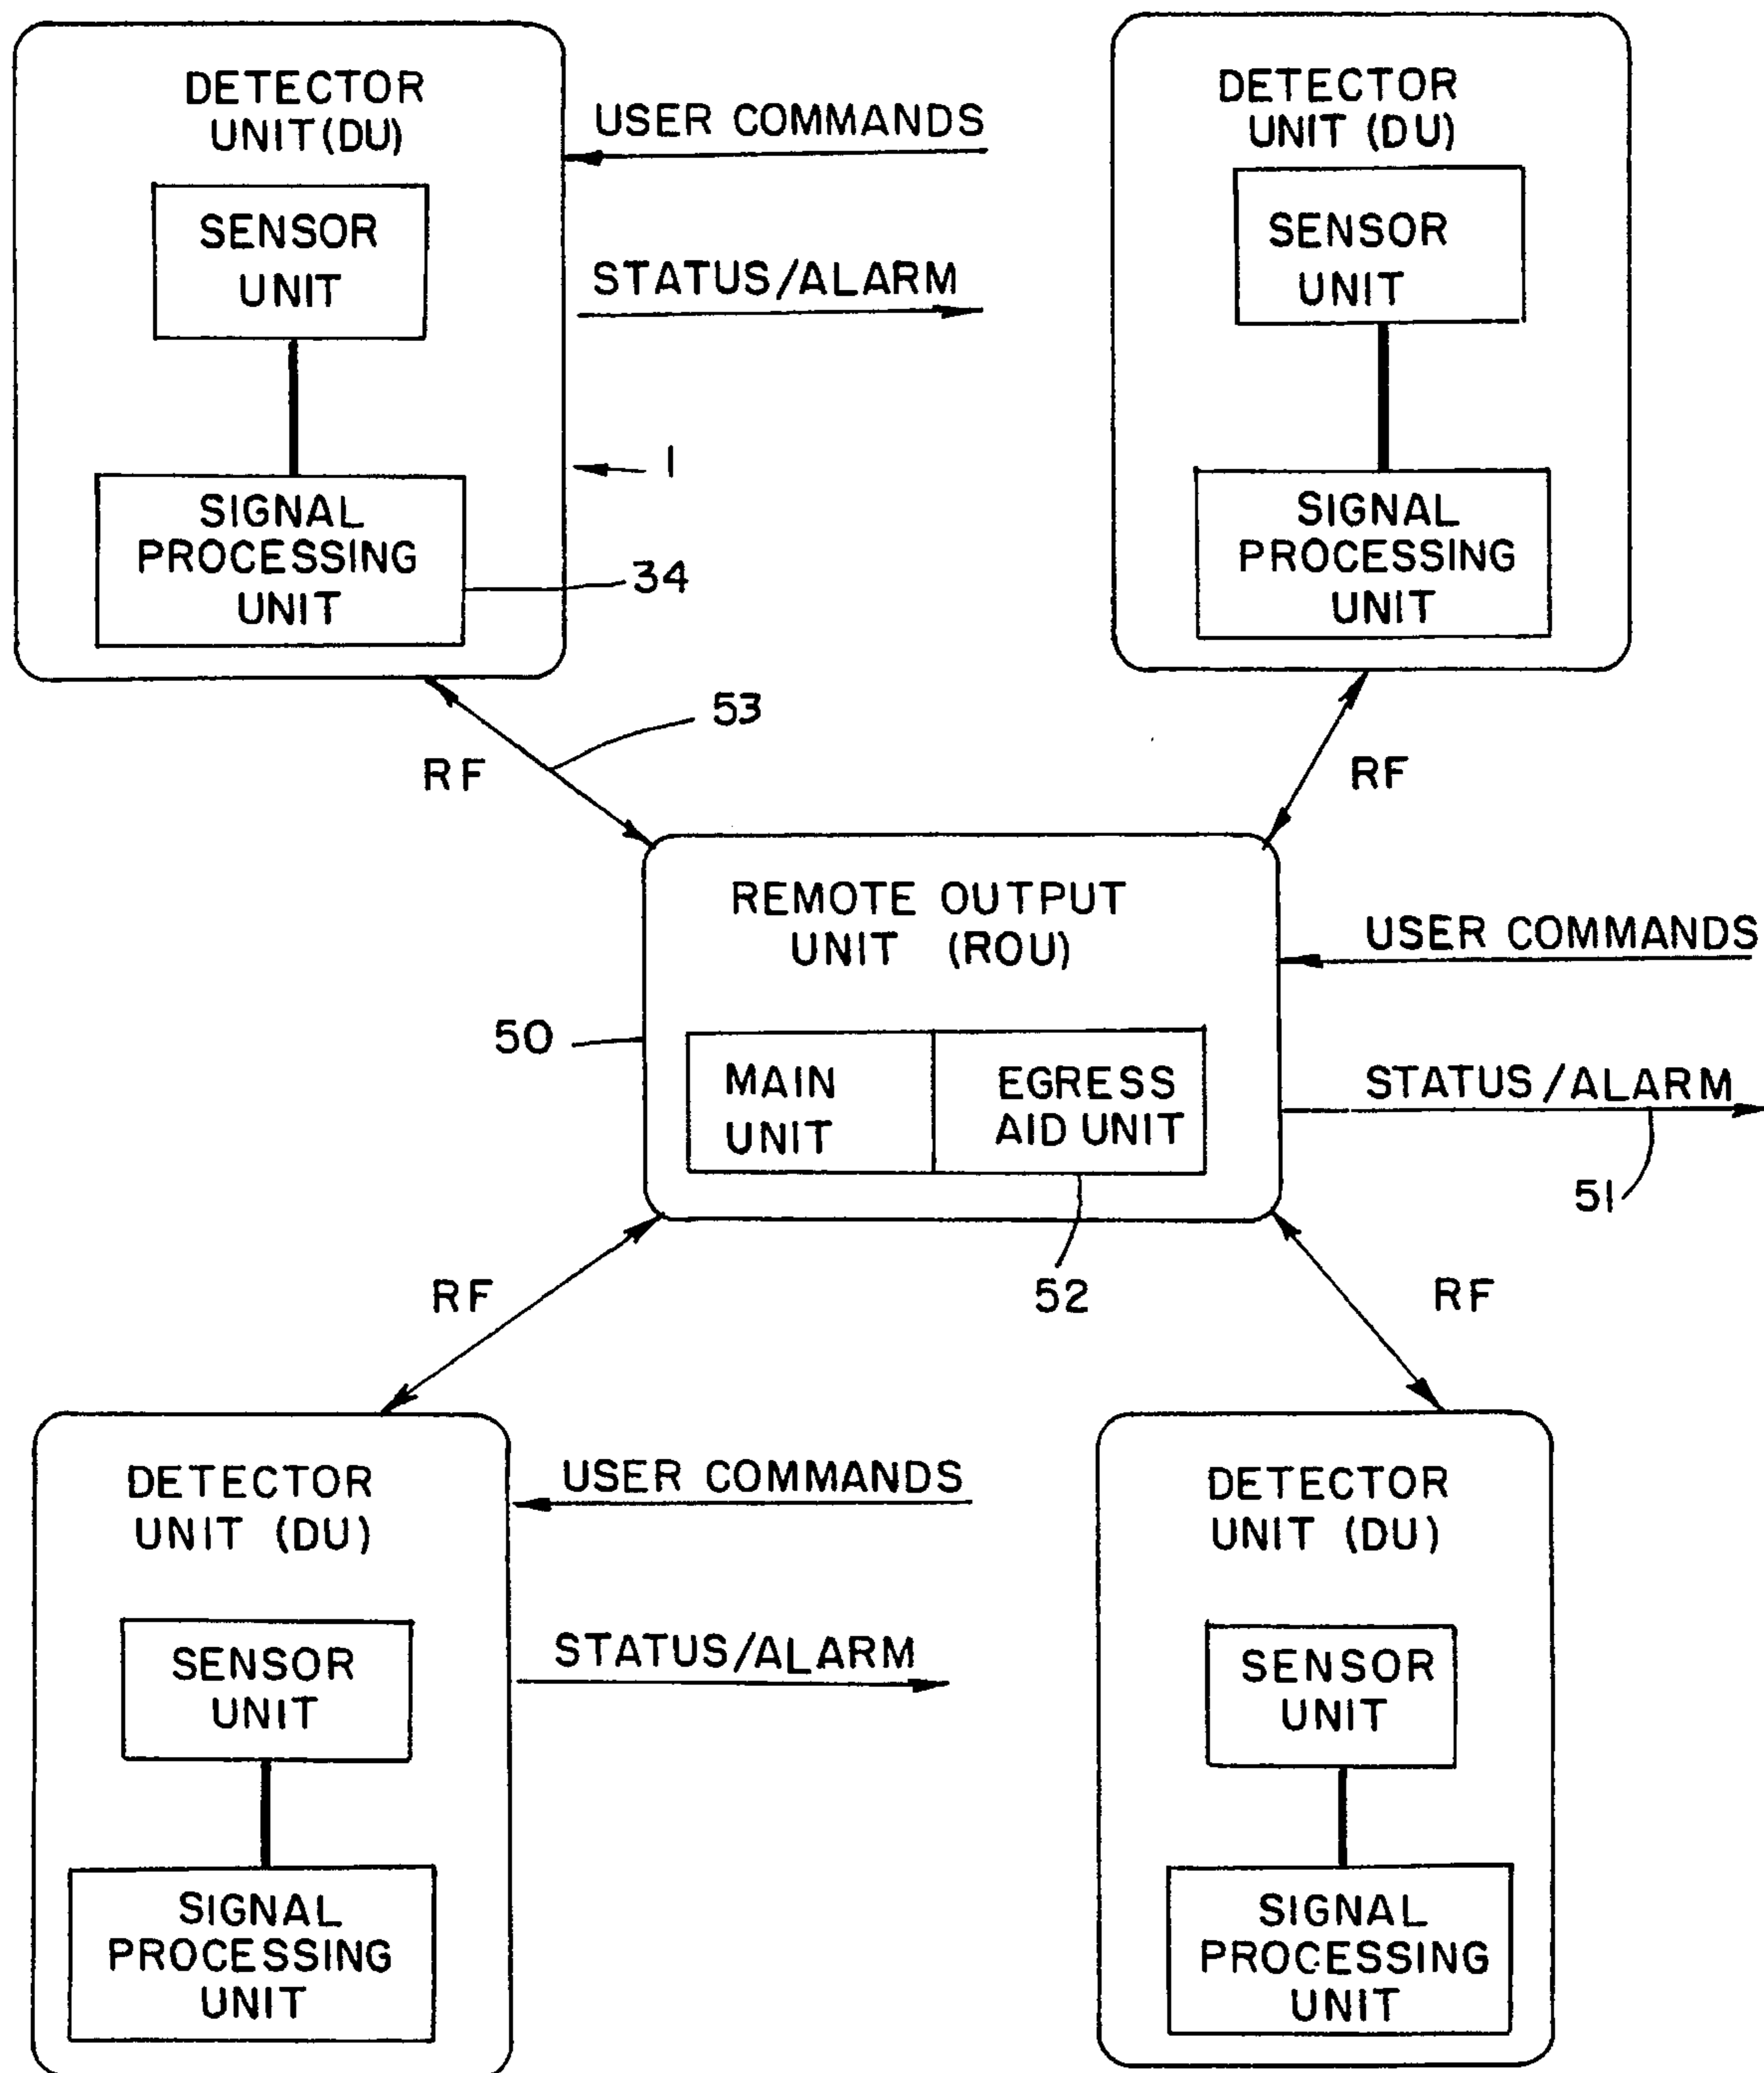 DETECTOR
UNIT (DU)
SENSOR
UNIT
SIGNAL
PROCESSING
UNIT
USER COMMANDS
STATUS/ALARM
1
34
DETECTOR
UNIT (DU)
SENSOR
UNIT
SIGNAL
PROCESSING
UNIT
53
RF
RF
REMOTE OUTPUT
UNIT (ROU)
50
MAIN
UNIT
EGRESS
AID UNIT
USER COMMANDS
STATUS/ALARM
51
52
RF
RF
DETECTOR
UNIT (DU)
SENSOR
UNIT
SIGNAL
PROCESSING
UNIT
USER COMMANDS
STATUS/ALARM
DETECTOR
UNIT (DU)
SENSOR
UNIT
SIGNAL
PROCESSING
UNIT